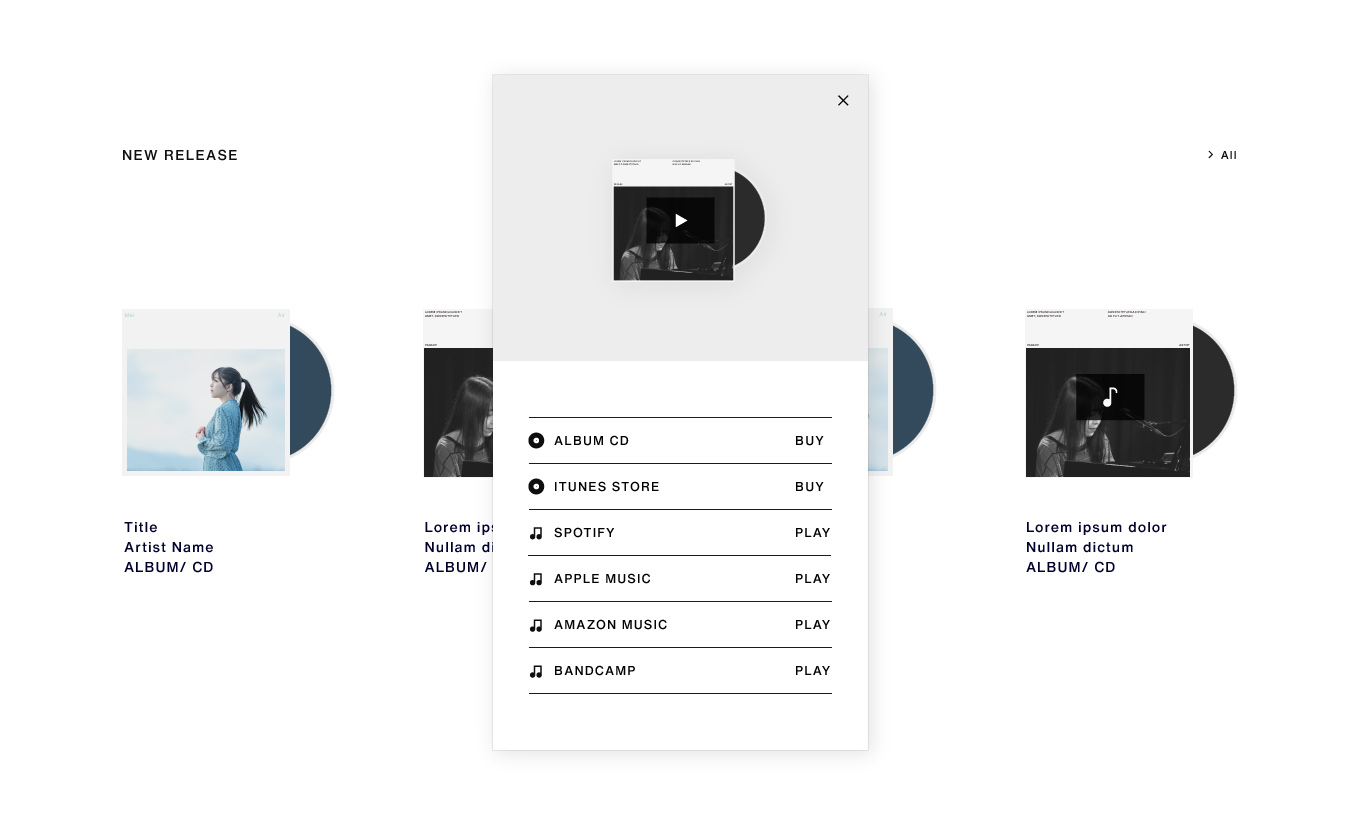 NEW RELEASE
All
Title
Artist Name
ALBUM/ CD
Lorem ips
Nullam di
ALBUM/
ALBUM CD BUY
ITUNES STORE BUY
SPOTIFY PLAY
APPLE MUSIC PLAY
AMAZON MUSIC PLAY
BANDCAMP PLAY
Lorem ipsum dolor
Nullam dictum
ALBUM/ CD